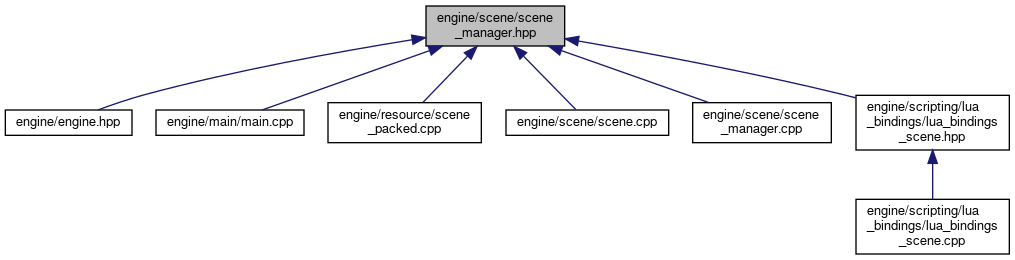 engine/scene/scene
_manager.hpp
engine/engine.hpp
engine/main/main.cpp
engine/resource/scene
_packed.cpp
engine/scene/scene.cpp
engine/scene/scene
_manager.cpp
engine/scripting/lua
_bindings/lua_bindings
_scene.hpp
engine/scripting/lua
_bindings/lua_bindings
_scene.cpp